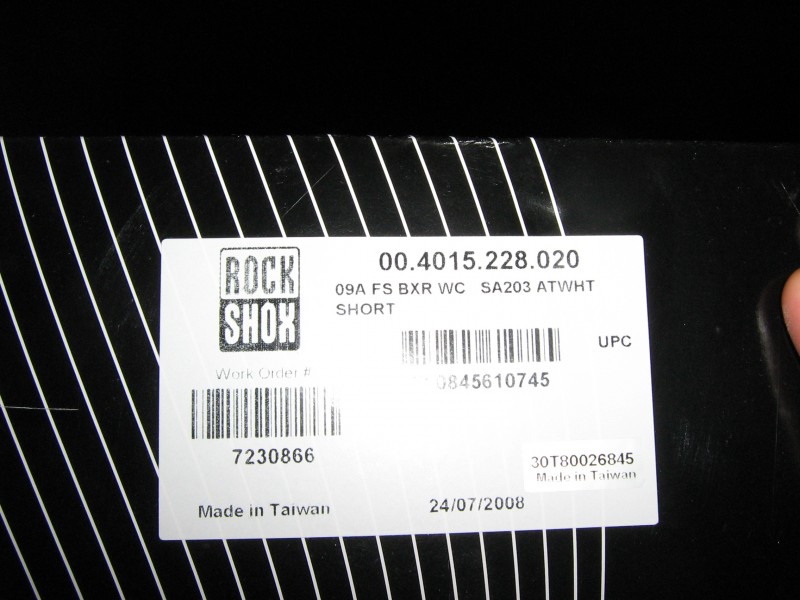 ROCK
SHOX
00.4015.228.020
09A FS BXR WC SA203 ATWHT
SHORT
UPC
0845610745
Work Order #
7230866
30T80026845
Made in Taiwan
Made in Taiwan
24/07/2008